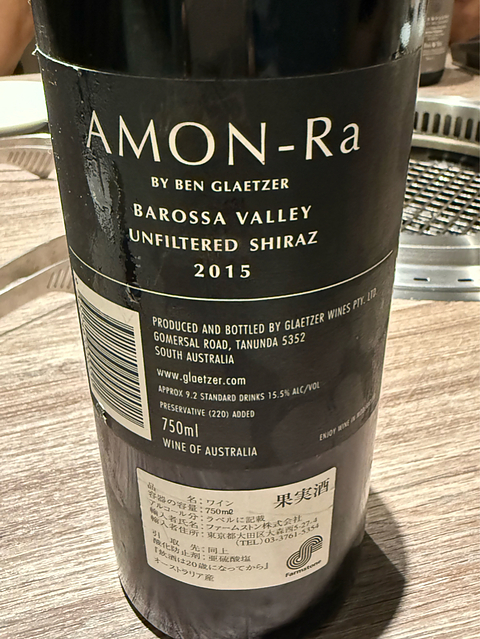 AMON-Ra
BY BEN GLAETZER
BAROSSA VALLEY
UNFILTERED SHIRAZ
2015
PRODUCED AND BOTTLED BY GLAETZER WINES PTY. LTD.
GOMERSAL ROAD, TANUNDA 5352
SOUTH AUSTRALIA
www.glaetzer.com
APPROX 9.2 STANDARD DRINKS 15.5% ALC/VOL
PRESERVATIVE (220) ADDED
750ml
WINE OF AUSTRALIA
ENJOY WINE IN
果実酒
品名:ワイン
容器の容量:750mℓ
アルコール分:ラベルに記載
輸入者氏名:ファームストン株式会社
輸入者住所:東京都大田区大森西5-27-4
(TEL)03-3761-5354
引取先:同上
酸化防止剤:亜硫酸塩
『飲酒は20歳になってから』
オーストラリア産
Farmstone